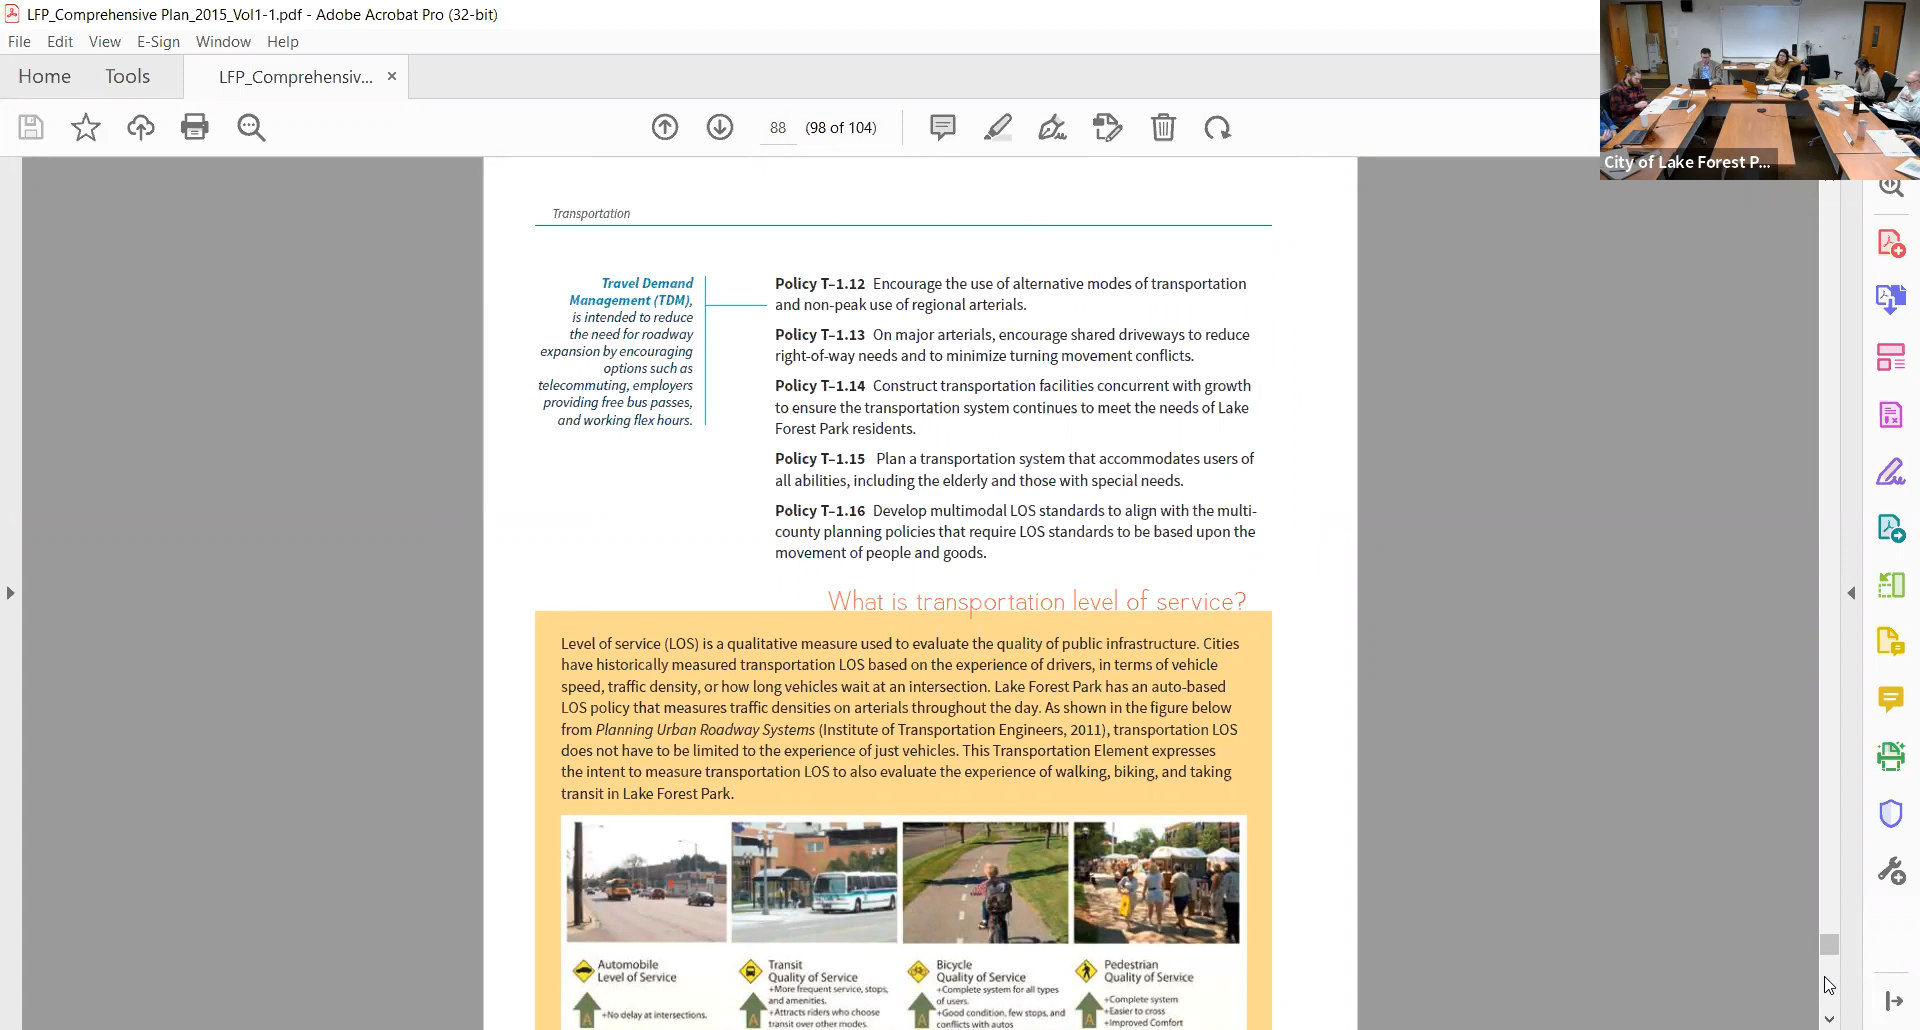 LFP_Comprehensive Plan_2015_Vol1-1.pdf - Adobe Acrobat Pro (32-bit)
File Edit View E-Sign Window Help
Home Tools LFP_Comprehensiv... ×
88 (98 of 104)
City of Lake Forest P...
Transportation
Travel Demand
Management (TDM),
is intended to reduce
the need for roadway
expansion by encouraging
options such as
telecommuting, employers
providing free bus passes,
and working flex hours.
Policy T–1.12 Encourage the use of alternative modes of transportation
and non-peak use of regional arterials.
Policy T–1.13 On major arterials, encourage shared driveways to reduce
right-of-way needs and to minimize turning movement conflicts.
Policy T–1.14 Construct transportation facilities concurrent with growth
to ensure the transportation system continues to meet the needs of Lake
Forest Park residents.
Policy T–1.15 Plan a transportation system that accommodates users of
all abilities, including the elderly and those with special needs.
Policy T–1.16 Develop multimodal LOS standards to align with the multi-
county planning policies that require LOS standards to be based upon the
movement of people and goods.
What is transportation level of service?
Level of service (LOS) is a qualitative measure used to evaluate the quality of public infrastructure. Cities
have historically measured transportation LOS based on the experience of drivers, in terms of vehicle
speed, traffic density, or how long vehicles wait at an intersection. Lake Forest Park has an auto-based
LOS policy that measures traffic densities on arterials throughout the day. As shown in the figure below
from Planning Urban Roadway Systems (Institute of Transportation Engineers, 2011), transportation LOS
does not have to be limited to the experience of just vehicles. This Transportation Element expresses
the intent to measure transportation LOS to also evaluate the experience of walking, biking, and taking
transit in Lake Forest Park.
Automobile
Level of Service
A
+No delay at intersections.
Transit
Quality of Service
+More frequent service, stops,
and amenities.
+Attracts riders who choose
transit over other modes.
A
Bicycle
Quality of Service
+Complete system for all types
of users.
+Good condition, few stops, and
conflicts with autos
A
Pedestrian
Quality of Service
+Complete system
+Easier to cross
+Improved Comfort
A